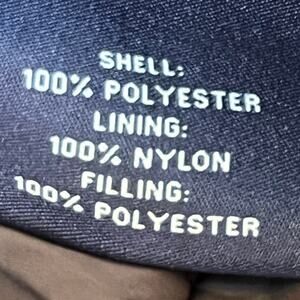 SHELL:
100% POLYESTER
LINING:
100% NYLON
FILLING:
100% POLYESTER